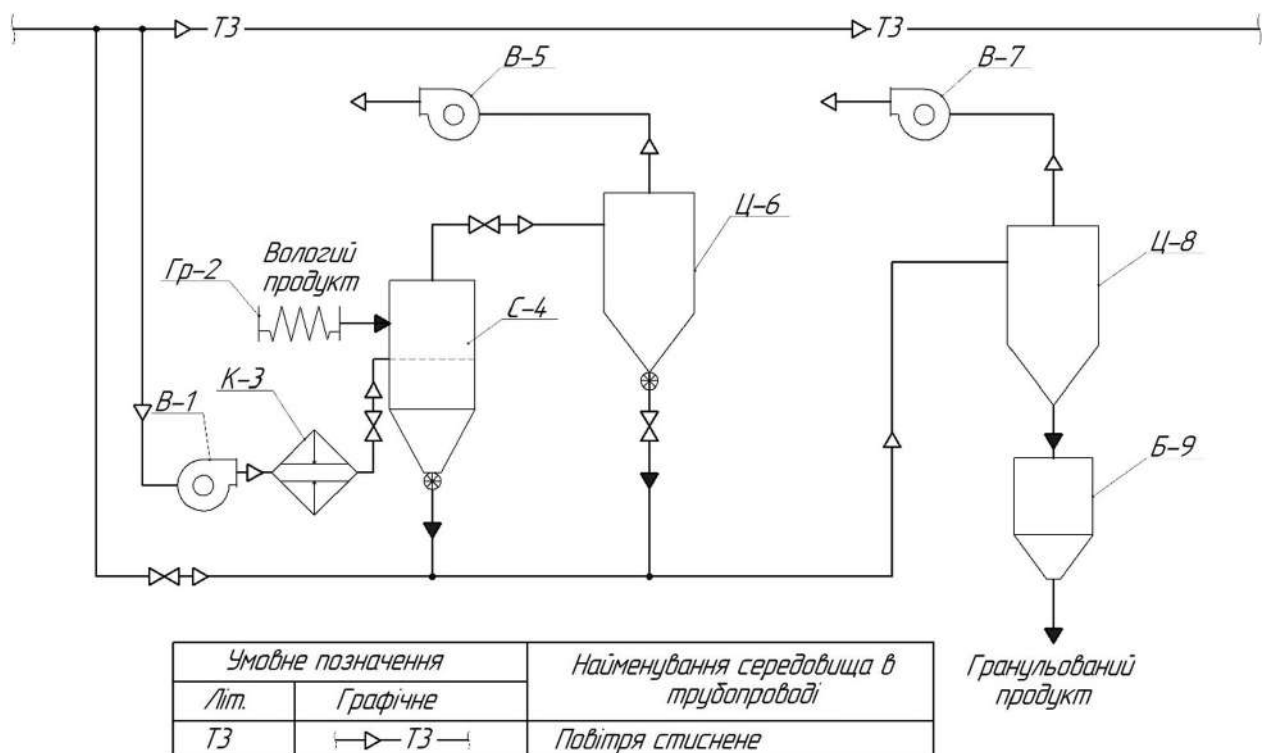 Т3
Т3
В-5
В-7
Ц-6
Ц-8
Вологий
продукт
Гр-2
С-4
К-3
В-1
Б-9
Гранульований
продукт
Умовне позначення
Найменування середовища в
трубопроводі
Літ.
Графічне
Т3
Т3
Повітря стиснене